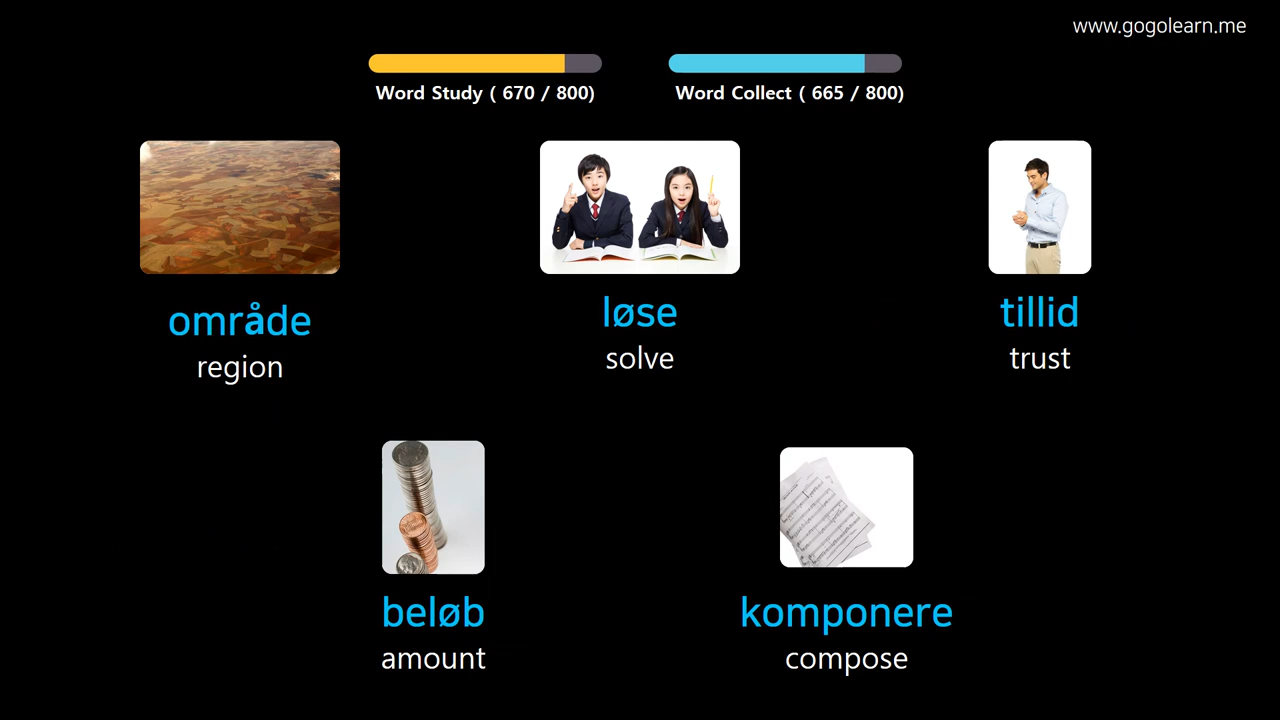 www.gogolearn.me
Word Study ( 670 / 800)
Word Collect ( 665 / 800)
område
region
løse
solve
tillid
trust
beløb
amount
komponere
compose